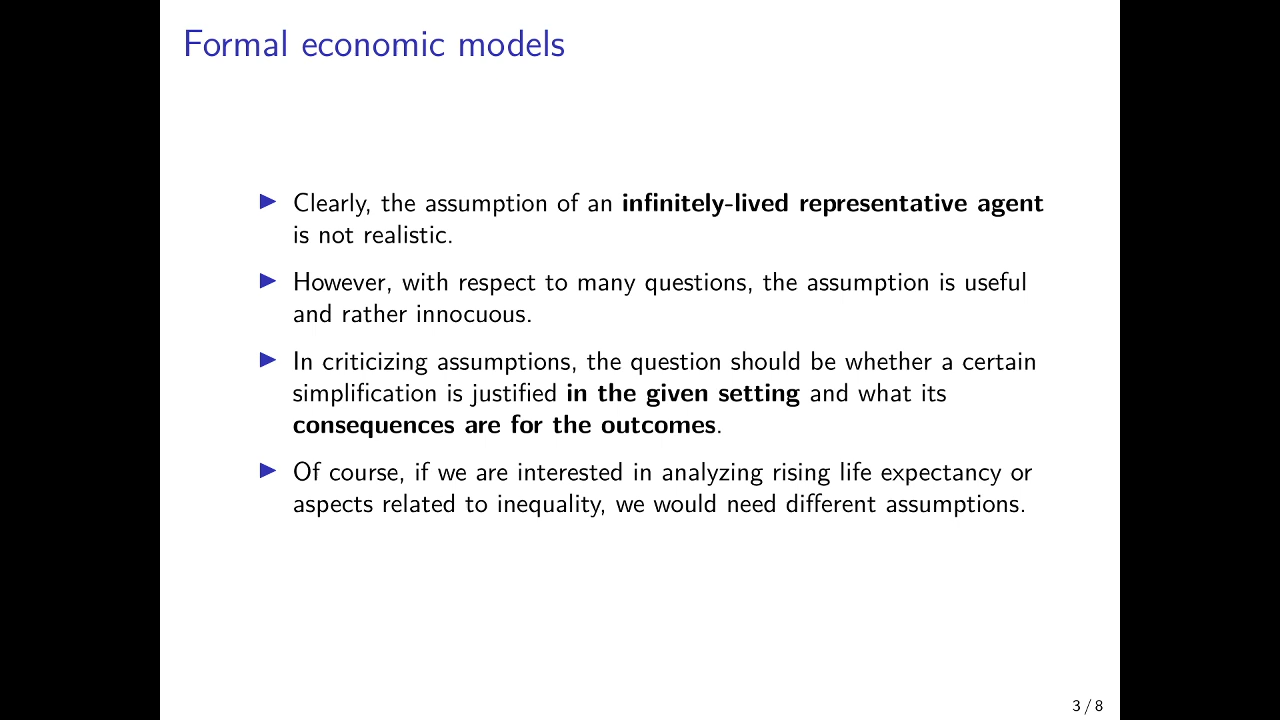 Formal economic models
▶ Clearly, the assumption of an infinitely-lived representative agent
is not realistic.
▶ However, with respect to many questions, the assumption is useful
and rather innocuous.
▶ In criticizing assumptions, the question should be whether a certain
simplification is justified in the given setting and what its
consequences are for the outcomes.
▶ Of course, if we are interested in analyzing rising life expectancy or
aspects related to inequality, we would need different assumptions.
3 / 8